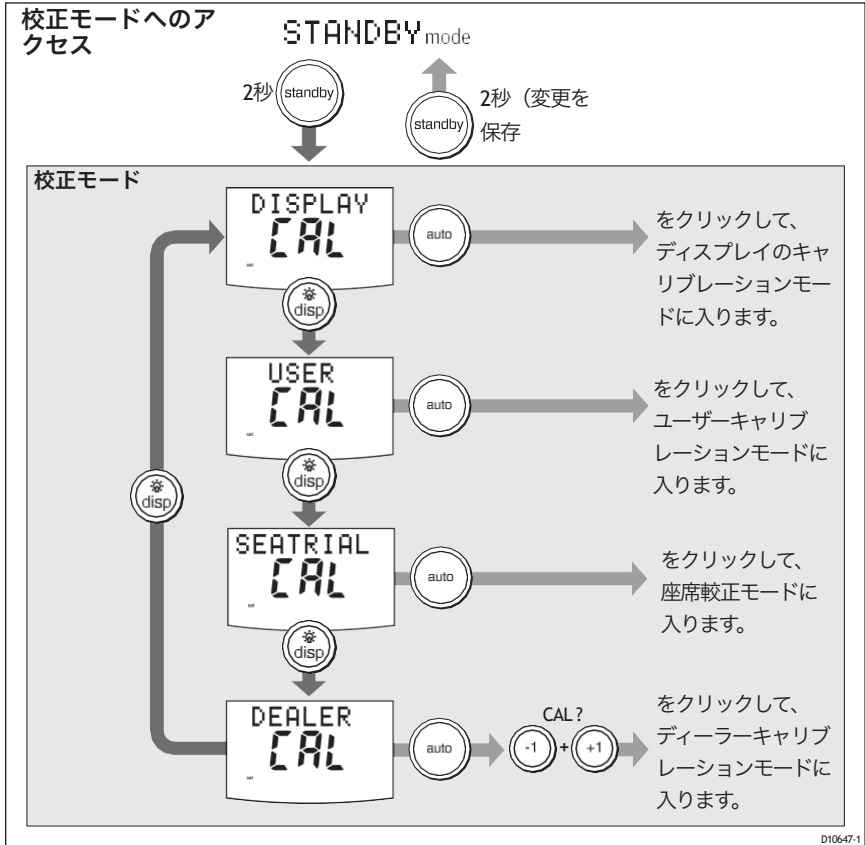 校正モードへのア
クセス
STANDBY mode
2秒 standby
standby 2秒（変更を
保存
校正モード
DISPLAY
CAL
cal
auto
をクリックして、
ディスプレイのキャ
リブレーションモー
ドに入ります。
disp
USER
CAL
cal
auto
をクリックして、
ユーザーキャリブ
レーションモードに
入ります。
disp
disp
SEATRIAL
CAL
cal
auto
をクリックして、
座席較正モードに
入ります。
disp
DEALER
CAL
cal
auto
CAL?
-1 + +1
をクリックして、
ディーラーキャリブ
レーションモードに
入ります。
D10647-1